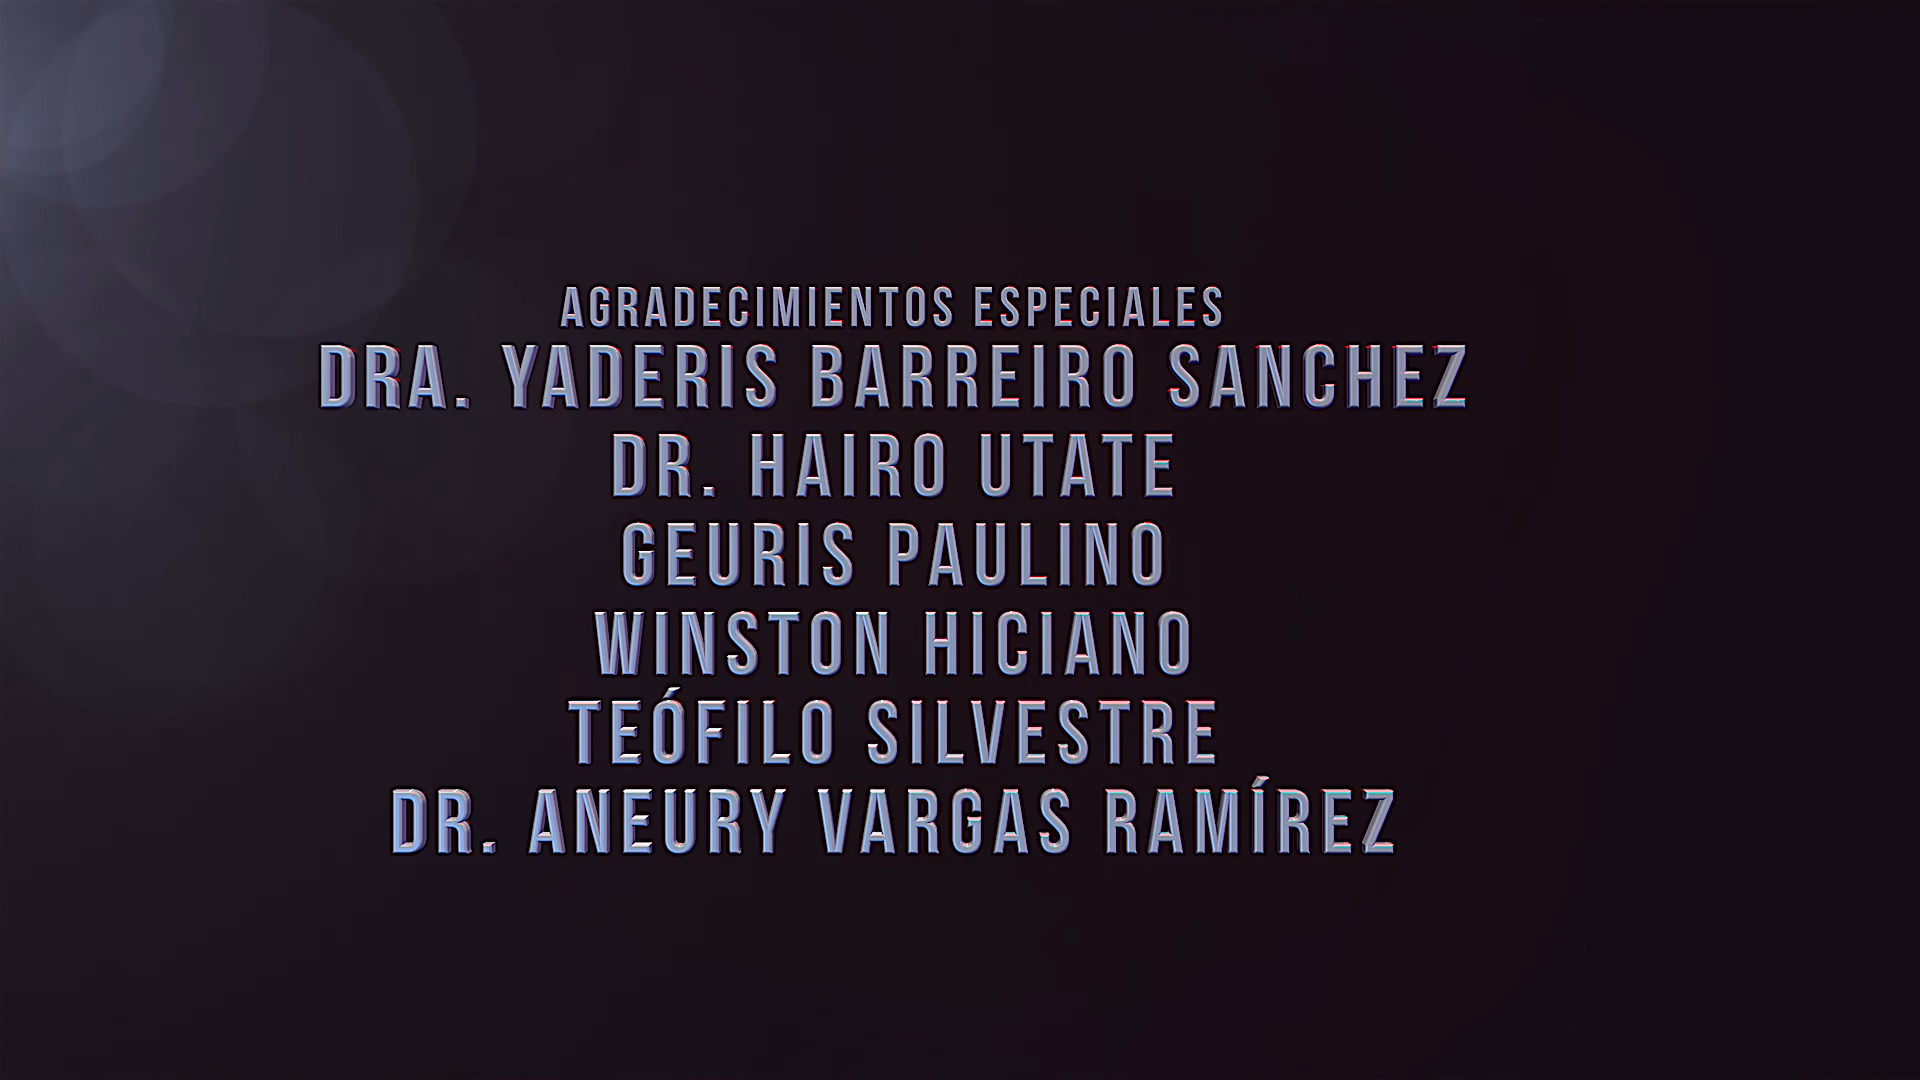 AGRADECIMIENTOS ESPECIALES
DRA. YADERIS BARREIRO SANCHEZ
DR. HAIRO UTATE
GEURIS PAULINO
WINSTON HICIANO
TEÓFILO SILVESTRE
DR. ANEURY VARGAS RAMÍREZ